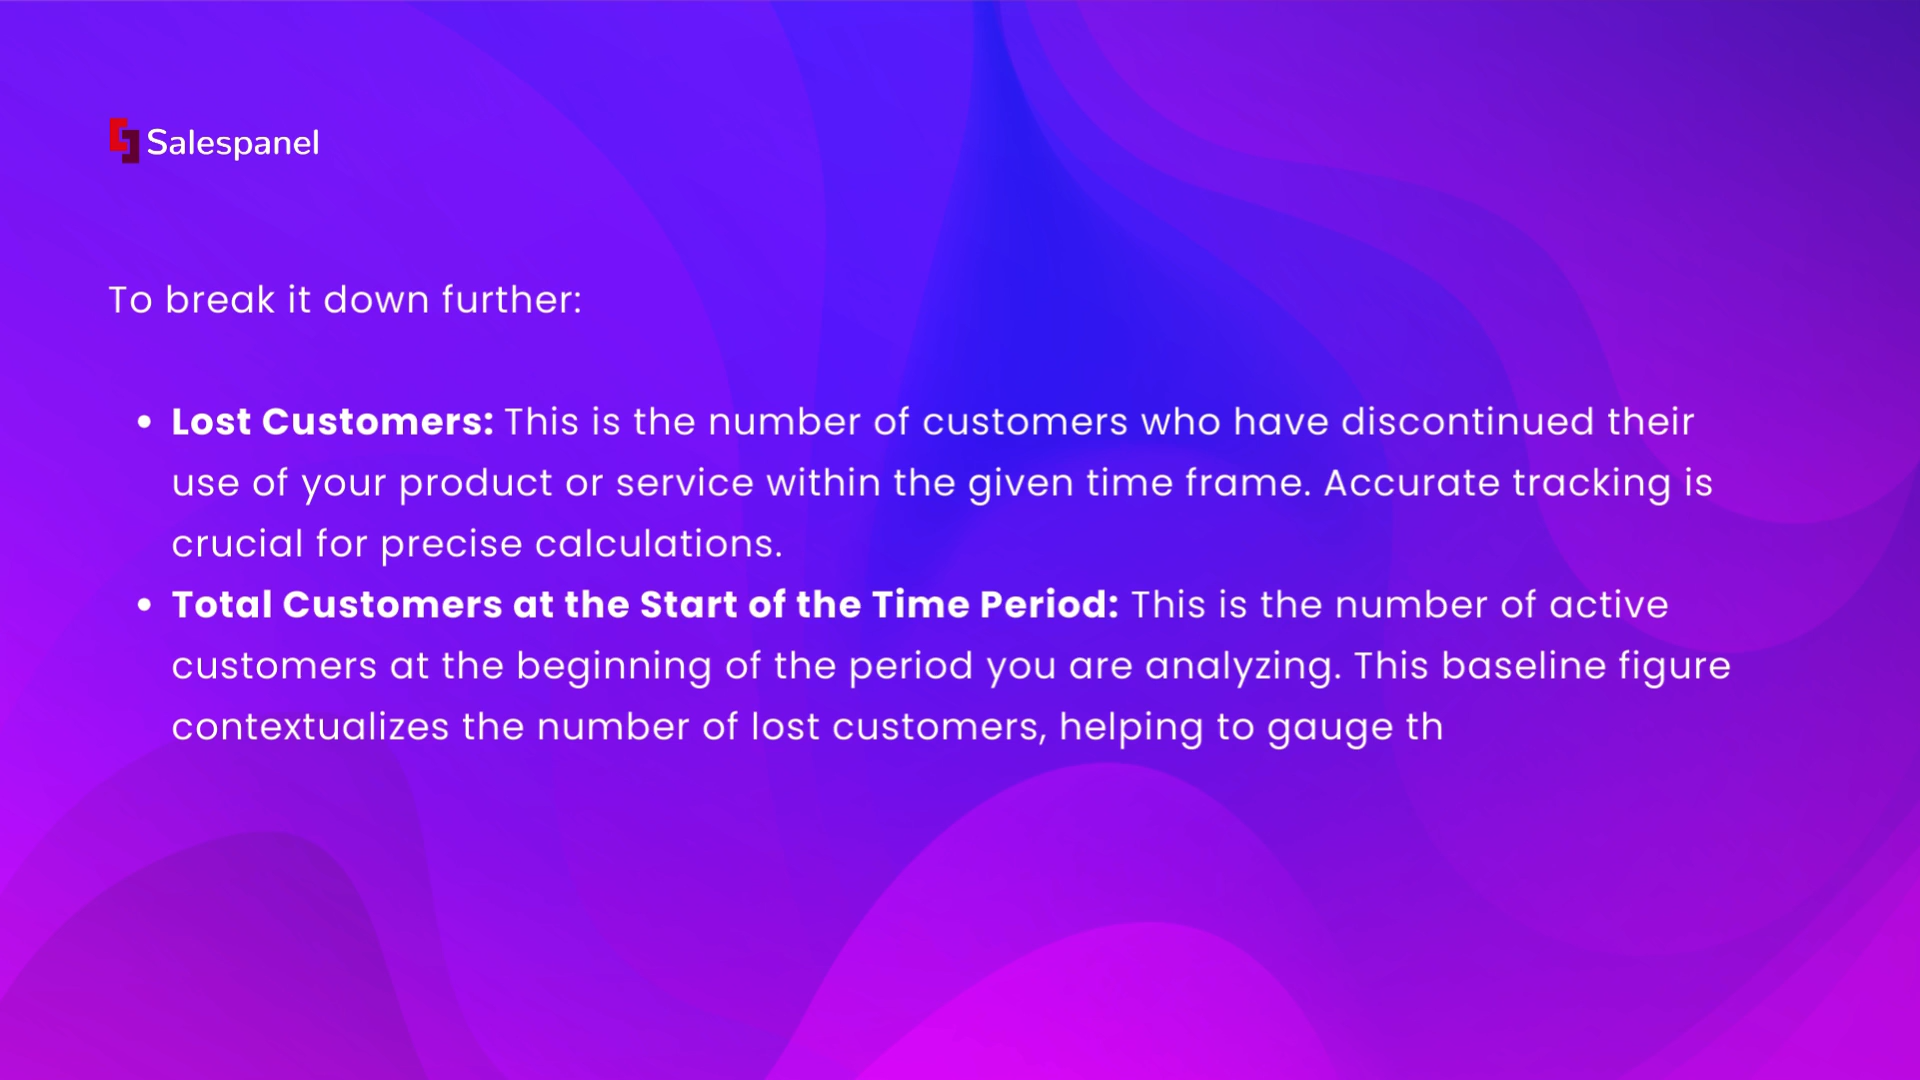 Salespanel
To break it down further:
• Lost Customers: This is the number of customers who have discontinued their
use of your product or service within the given time frame. Accurate tracking is
crucial for precise calculations.
• Total Customers at the Start of the Time Period: This is the number of active
customers at the beginning of the period you are analyzing. This baseline figure
contextualizes the number of lost customers, helping to gauge th